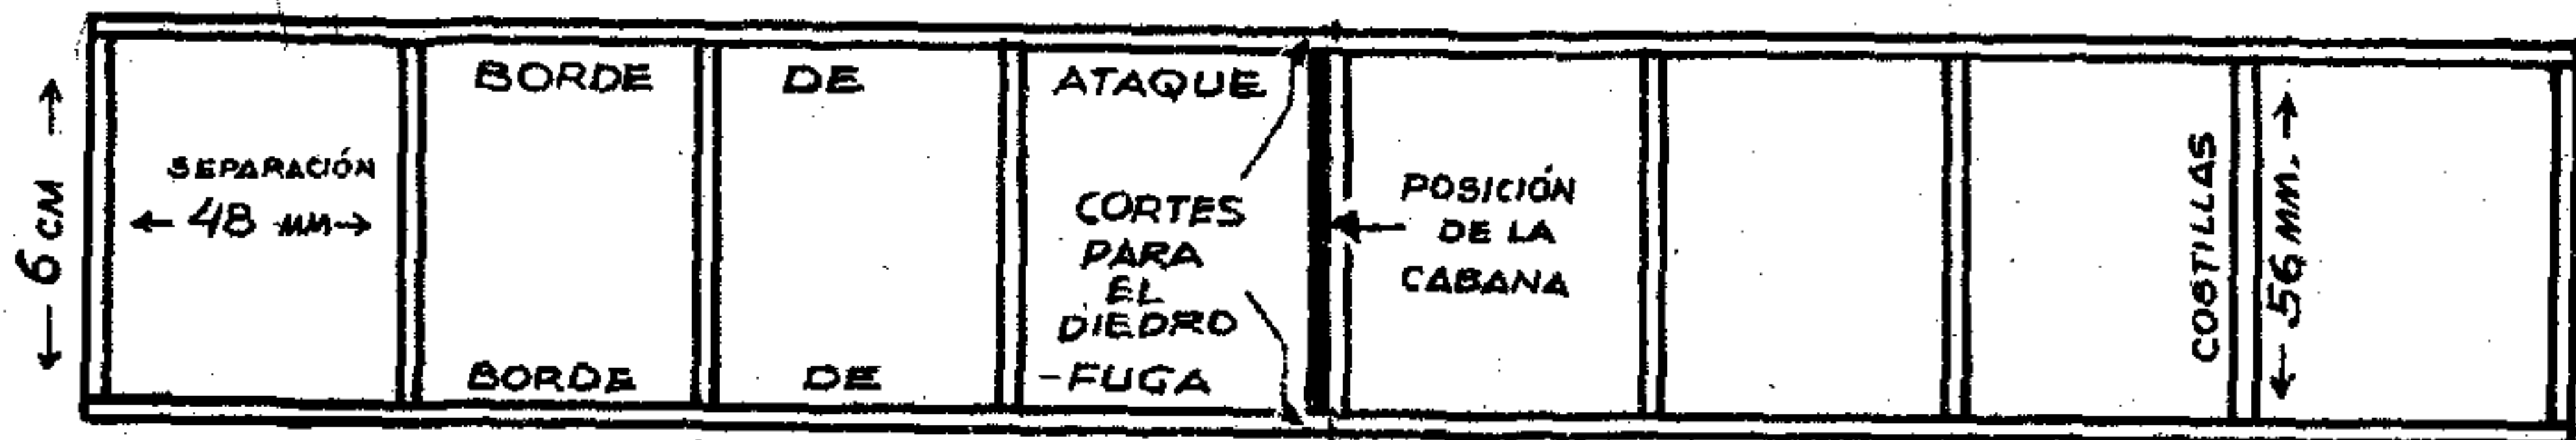 6 CM
SEPARACIÓN
48 MM
BORDE DE ATAQUE
CORTES
PARA
EL
DIEDRO
BORDE DE -FUGA
POSICIÓN
DE LA
CABANA
COSTILLAS
56 MM.